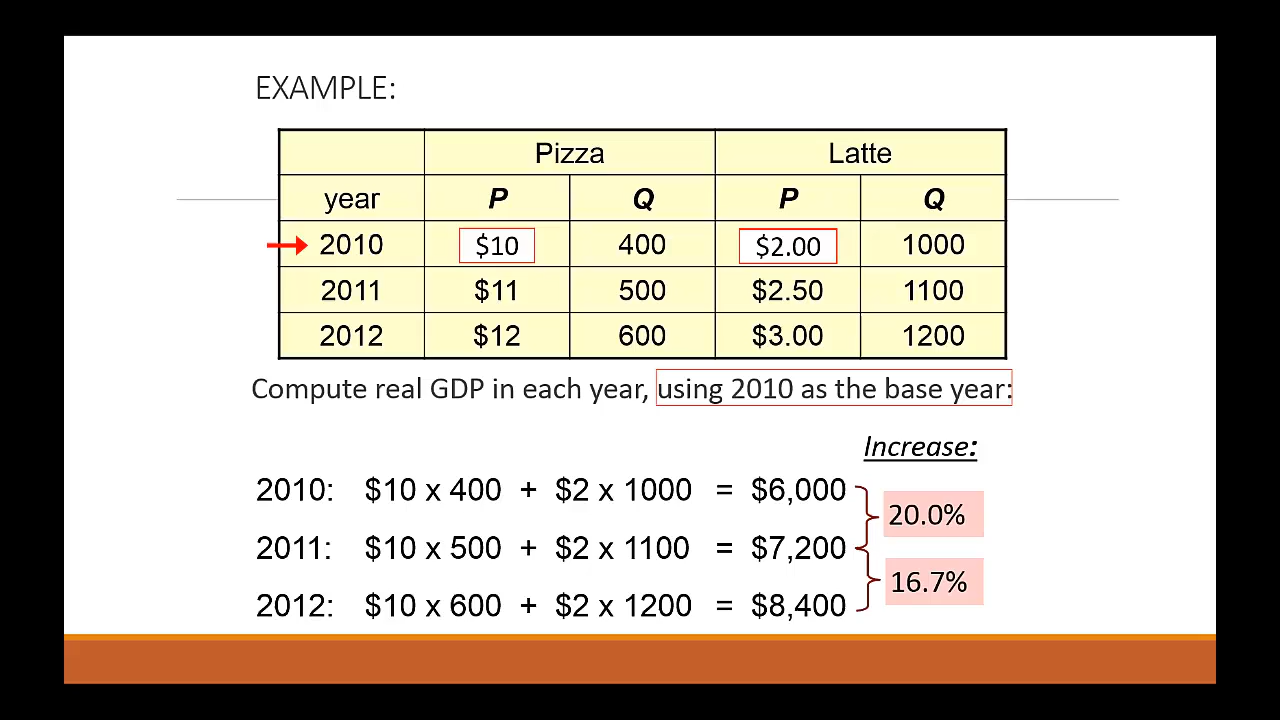 EXAMPLE:
Pizza Latte
year P Q P Q
2010 $10 400 $2.00 1000
2011 $11 500 $2.50 1100
2012 $12 600 $3.00 1200
Compute real GDP in each year, using 2010 as the base year:
Increase:
2010: $10 x 400 + $2 x 1000 = $6,000
20.0%
2011: $10 x 500 + $2 x 1100 = $7,200
16.7%
2012: $10 x 600 + $2 x 1200 = $8,400